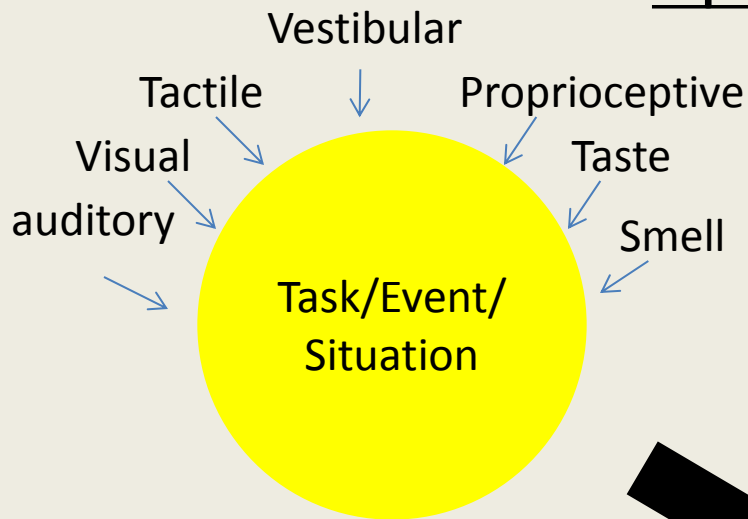 Vestibular
Tactile
Proprioceptive
Visual
Taste
auditory
Smell
Task/Event/
Situation